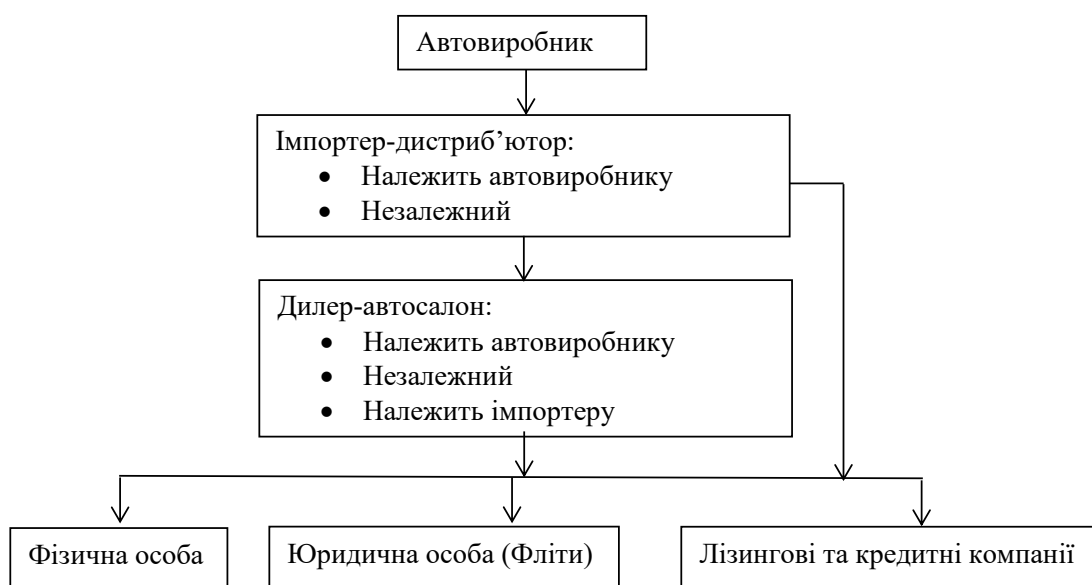 Автовиробник
Імпортер-дистриб’ютор:
• Належить автовиробнику
• Незалежний
Дилер-автосалон:
• Належить автовиробнику
• Незалежний
• Належить імпортеру
Фізична особа
Юридична особа (Фліти)
Лізингові та кредитні компанії